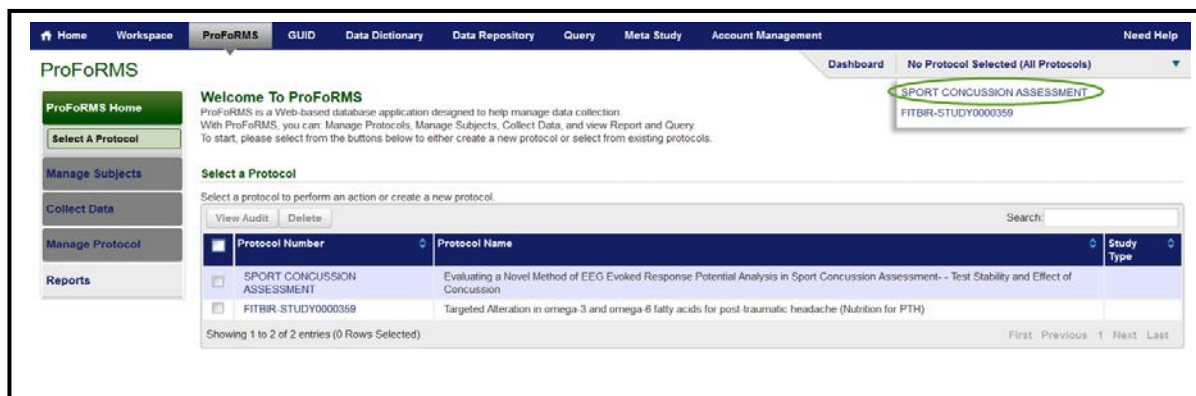 Home Workspace ProFoRMS GUID Data Dictionary Data Repository Query Meta Study Account Management Need Help
ProFoRMS
Dashboard No Protocol Selected (All Protocols)
SPORT CONCUSSION ASSESSMENT
FITBIR-STUDY0000359
ProFoRMS Home
Select A Protocol
Manage Subjects
Collect Data
Manage Protocol
Reports
Welcome To ProFoRMS
ProFoRMS is a Web-based database application designed to help manage data collection.
With ProFoRMS, you can: Manage Protocols, Manage Subjects, Collect Data, and view Report and Query.
To start, please select from the buttons below to either create a new protocol or select from existing protocols.
Select a Protocol
Select a protocol to perform an action or create a new protocol.
View Audit Delete Search:
Protocol Number Protocol Name Study
Type
SPORT CONCUSSION
ASSESSMENT
Evaluating a Novel Method of EEG Evoked Response Potential Analysis in Sport Concussion Assessment- - Test Stability and Effect of
Concussion
FITBIR-STUDY0000359 Targeted Alteration in omega-3 and omega-6 fatty acids for post-traumatic headache (Nutrition for PTH)
Showing 1 to 2 of 2 entries (0 Rows Selected) First Previous 1 Next Last